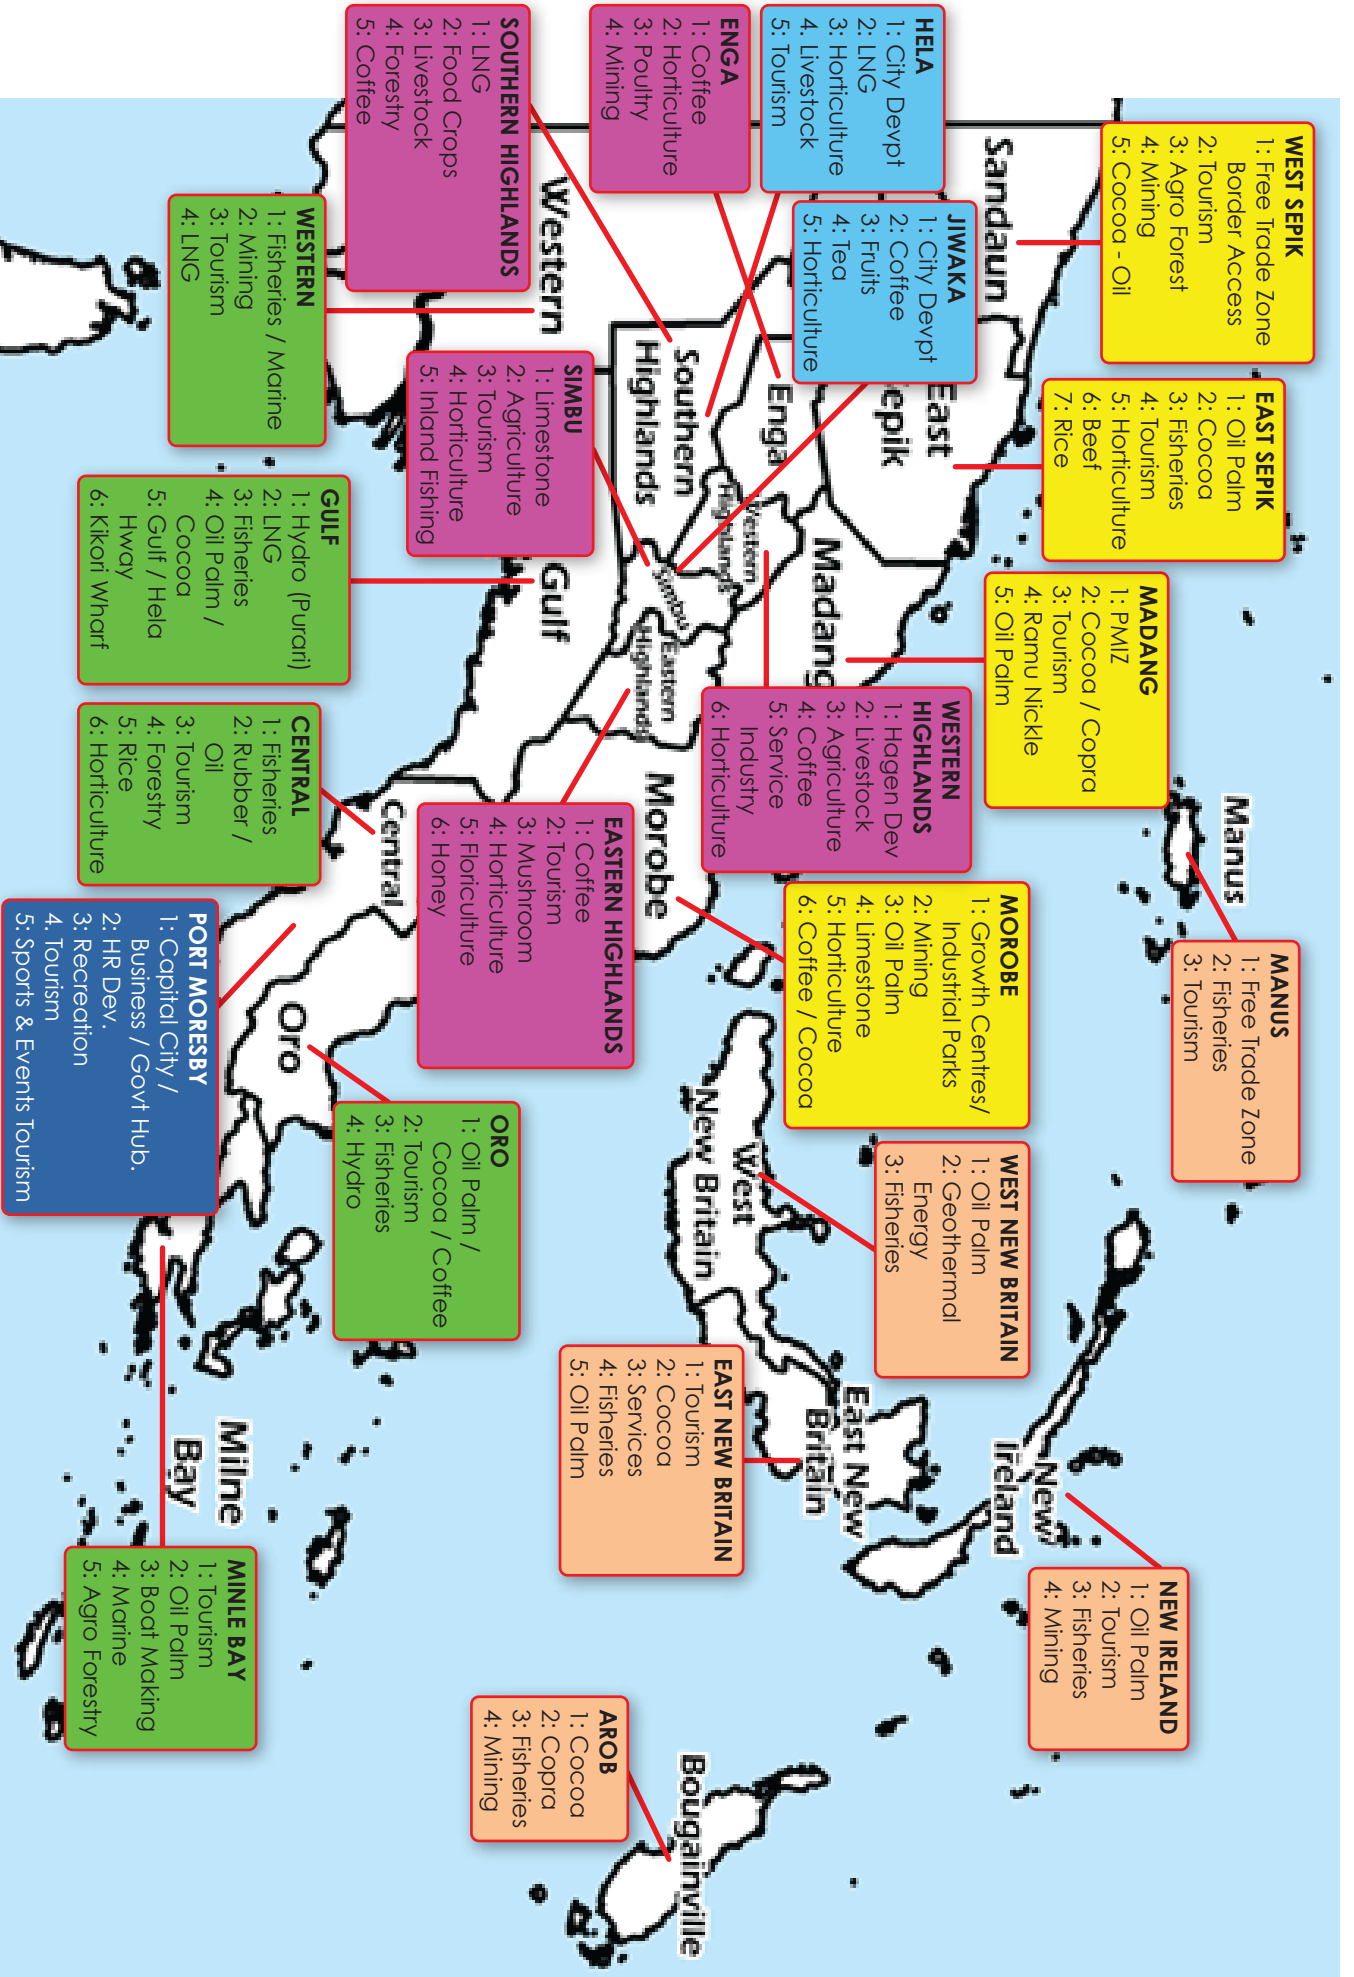 WEST SEPIK
1: Free Trade Zone
Border Access
2: Tourism
3: Agro Forest
4: Mining
5: Cocoa - Oil
EAST SEPIK
1: Oil Palm
2: Cocoa
3: Fisheries
4: Tourism
5: Horticulture
6: Beef
7: Rice
MADANG
1: PMIZ
2: Cocoa / Copra
3: Tourism
4: Ramu Nickle
5: Oil Palm
Manus
MANUS
1: Free Trade Zone
2: Fisheries
3: Tourism
NEW IRELAND
1: Oil Palm
2: Tourism
3: Fisheries
4: Mining
New
Ireland
HELA
1: City Devpt
2: LNG
3: Horticulture
4. Livestock
5: Tourism
JIWAKA
1: City Devpt
2: Coffee
3: Fruits
4: Tea
5: Horticulture
Sandaun
East
epik
WESTERN
HIGHLANDS
1: Hagen Dev
2: Livestock
3: Agriculture
4: Coffee
5: Service
Industry
6: Horticulture
MOROBE
1: Growth Centres/
Industrial Parks
2: Mining
3: Oil Palm
4: Limestone
5: Horticulture
6: Coffee / Cocoa
WEST NEW BRITAIN
1: Oil Palm
2: Geothermal
Energy
3: Fisheries
East New
Britain
Madang
ENGA
1: Coffee
2: Horticulture
3: Poultry
4: Mining
Enga
Western
Highlands
West
New Britain
EAST NEW BRITAIN
1: Tourism
2: Cocoa
3: Services
4: Fisheries
5: Oil Palm
Bougainville
Southern
Highlands
Simbu
Eastern
Highlands
Morobe
AROB
1: Cocoa
2: Copra
3: Fisheries
4: Mining
EASTERN HIGHLANDS
1: Coffee
2: Tourism
3: Mushroom
4: Horticulture
5: Floriculture
6: Honey
SIMBU
1: Limestone
2: Agriculture
3: Tourism
4: Horticulture
5: Inland Fishing
Western
Gulf
SOUTHERN HIGHLANDS
1: LNG
2: Food Crops
3: Livestock
4: Forestry
5: Coffee
ORO
1: Oil Palm /
Cocoa / Coffee
2: Tourism
3: Fisheries
4: Hydro
Central
Oro
WESTERN
1: Fisheries / Marine
2: Mining
3: Tourism
4: LNG
GULF
1: Hydro (Purari)
2: LNG
3: Fisheries
4: Oil Palm /
Cocoa
5: Gulf / Hela
Hway
6: Kikori Wharf
CENTRAL
1: Fisheries
2: Rubber /
Oil
3: Tourism
4: Forestry
5: Rice
6: Horticulture
PORT MORESBY
1: Capital City /
Business / Govt Hub.
2: HR Dev.
3: Recreation
4. Tourism
5: Sports & Events Tourism
Milne
Bay
MINLE BAY
1: Tourism
2: Oil Palm
3: Boat Making
4: Marine
5: Agro Forestry